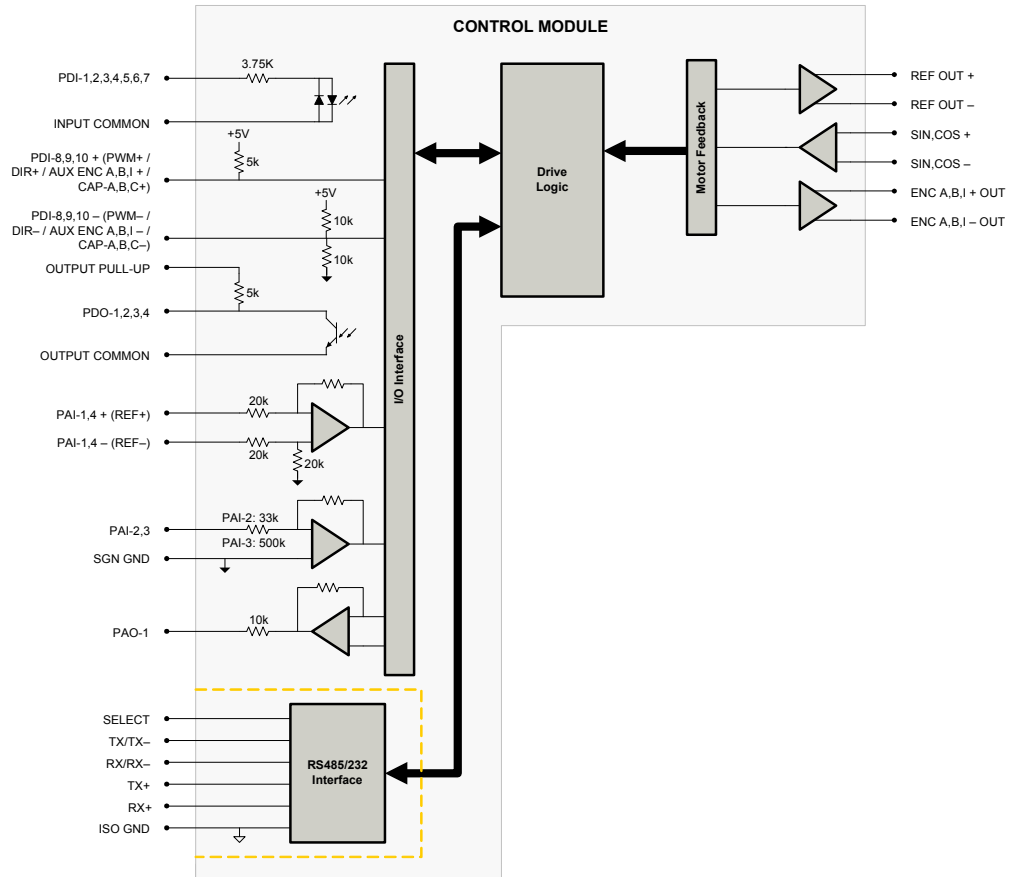 CONTROL MODULE
PDI-1,2,3,4,5,6,7
3.75K
INPUT COMMON
+5V
5k
PDI-8,9,10 + (PWM+ /
DIR+ / AUX ENC A,B,I + /
CAP-A,B,C+)
+5V
10k
10k
PDI-8,9,10 – (PWM– /
DIR– / AUX ENC A,B,I – /
CAP-A,B,C–)
OUTPUT PULL-UP
5k
PDO-1,2,3,4
OUTPUT COMMON
PAI-1,4 + (REF+)
20k
PAI-1,4 – (REF–)
20k
20k
PAI-2,3
PAI-2: 33k
PAI-3: 500k
SGN GND
PAO-1
10k
I/O Interface
SELECT
TX/TX–
RX/RX–
TX+
RX+
ISO GND
RS485/232
Interface
Drive
Logic
Motor Feedback
REF OUT +
REF OUT –
SIN,COS +
SIN,COS –
ENC A,B,I + OUT
ENC A,B,I – OUT